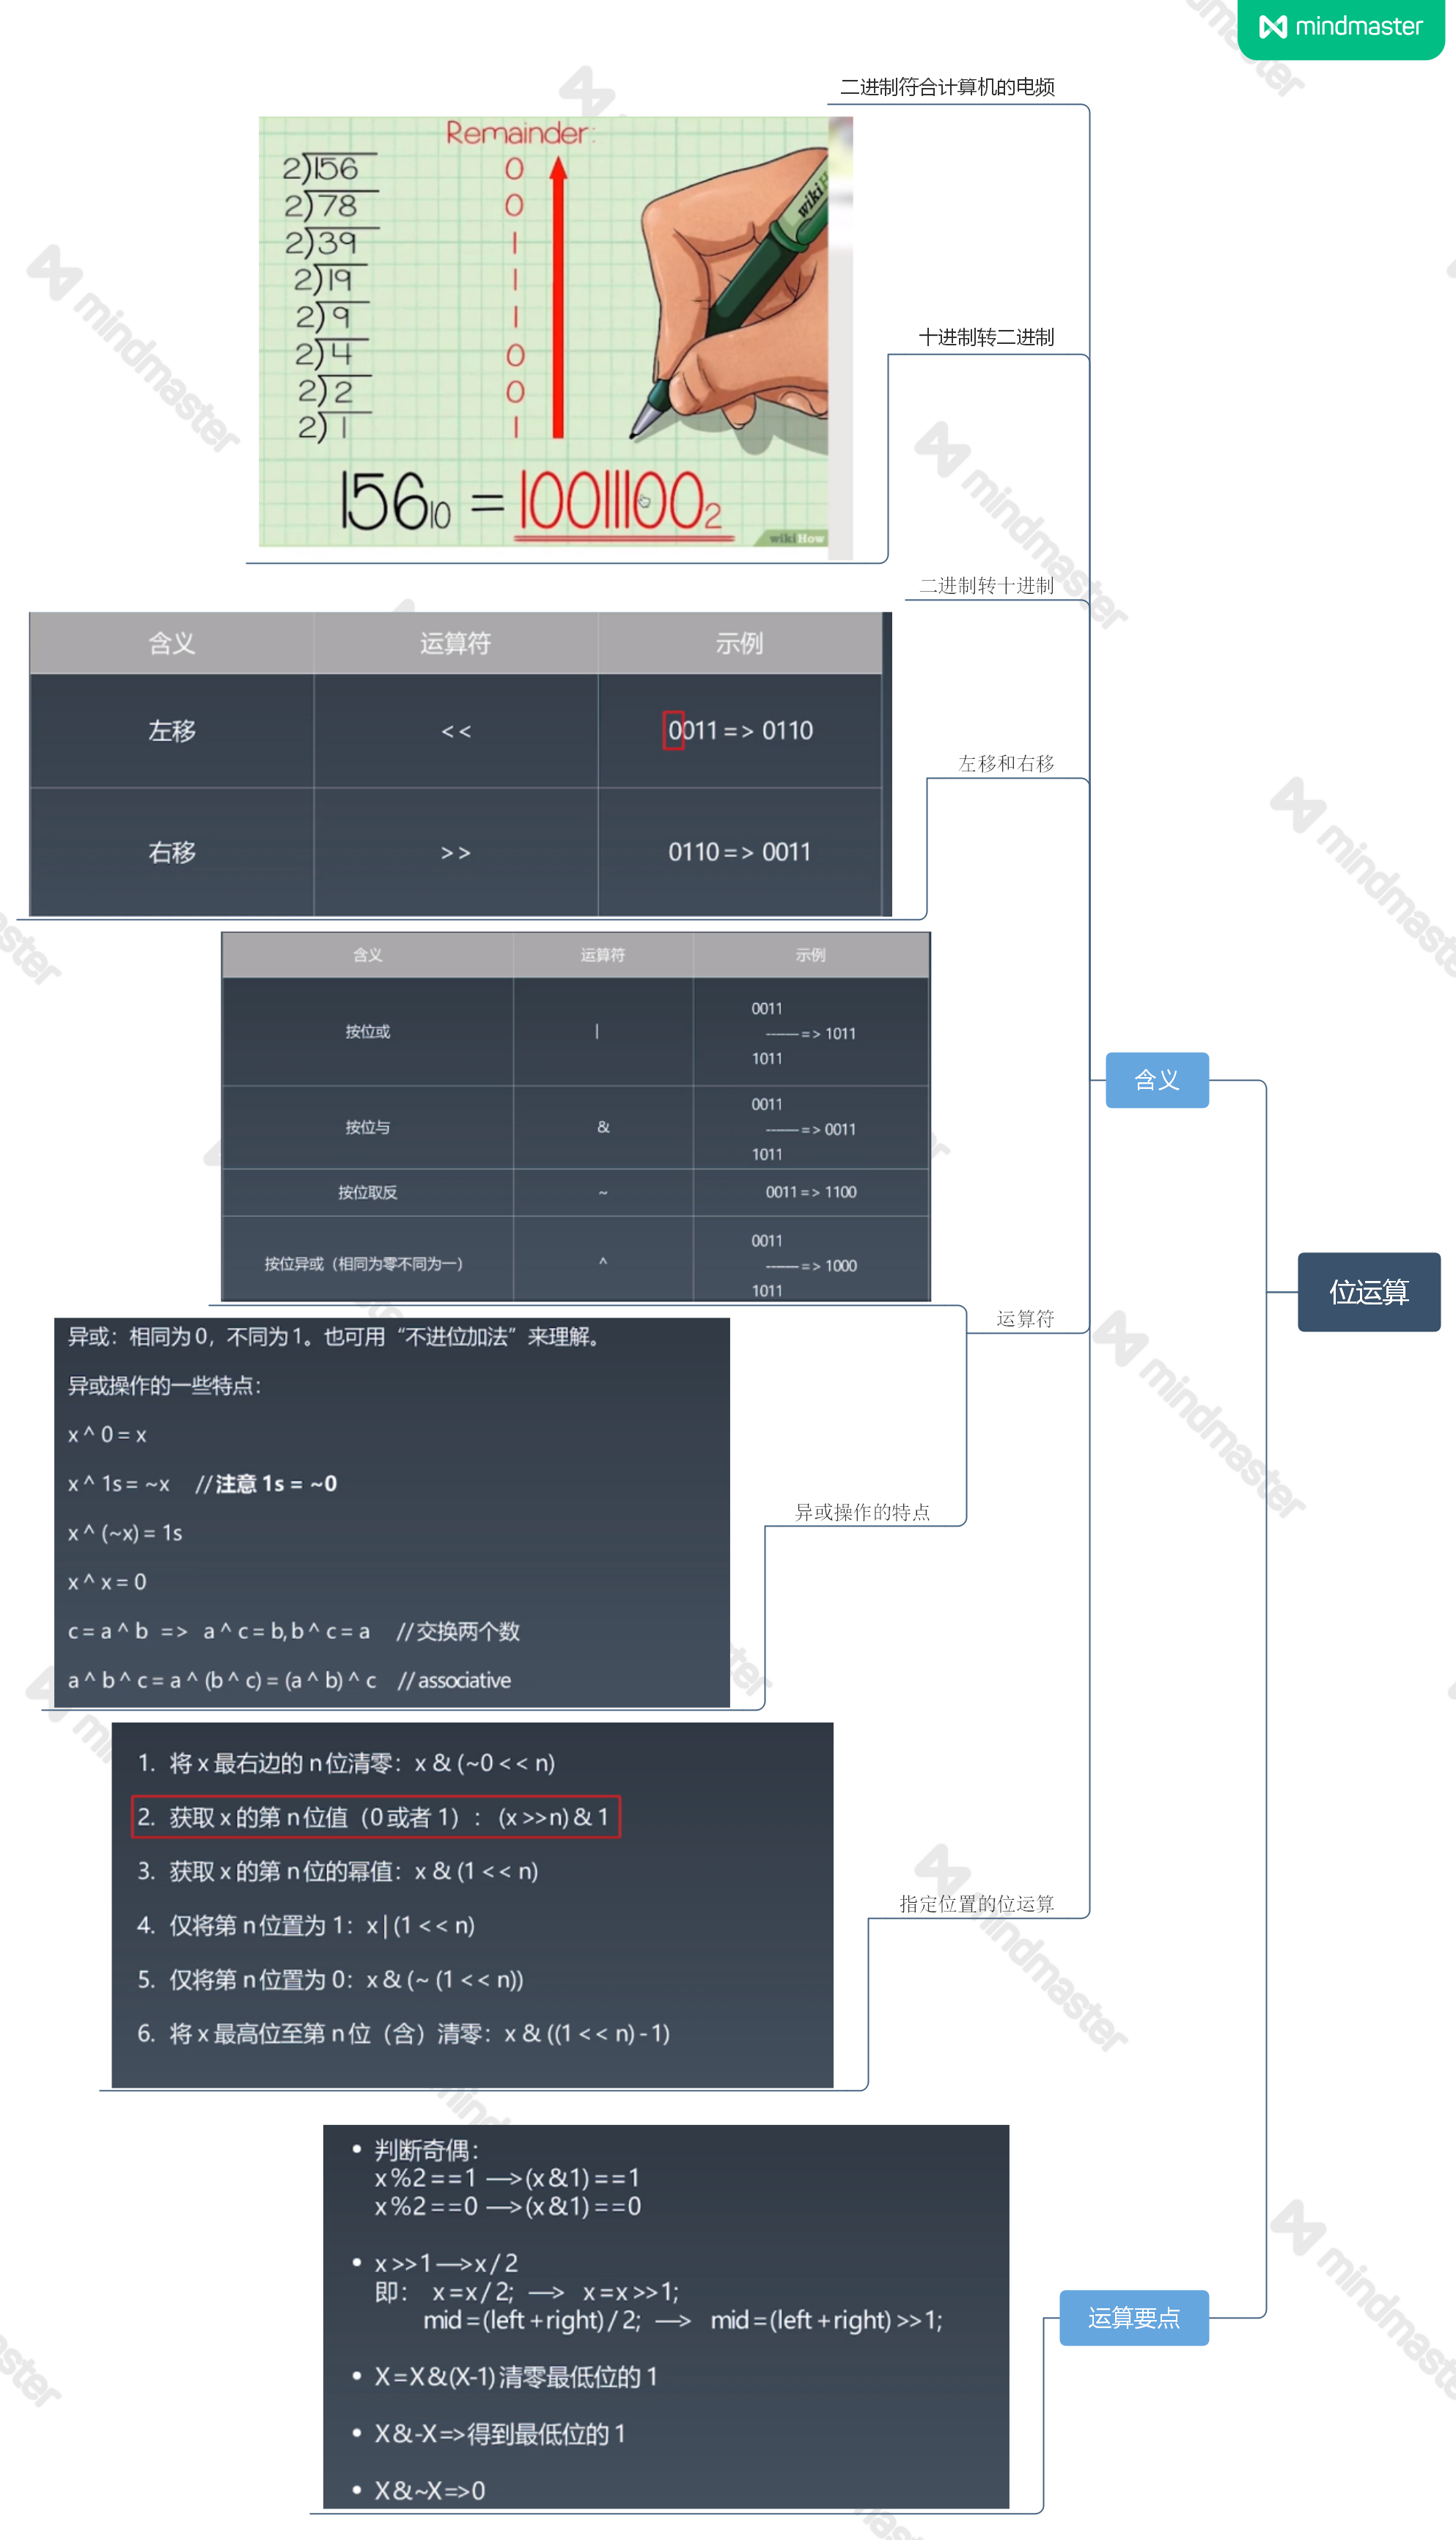 mindmaster
二进制符合计算机的电频
Remainder:
2)156 0
2)78 0
2)39 1
2)19 1
2)9 1
2)4 0
2)2 0
2)1 1
156₁₀ = 10011100₂
wikiHow
十进制转二进制
二进制转十进制
含义 运算符 示例
左移 << 0011 => 0110
右移 >> 0110 => 0011
左移和右移
含义 运算符 示例
0011
按位或 | ------- => 1011
1011
0011
按位与 & ------- => 0011
1011
按位取反 ~ 0011 => 1100
0011
按位异或（相同为零不同为一） ^ ------- => 1000
1011
运算符
异或：相同为 0，不同为 1。也可用“不进位加法”来理解。
异或操作的一些特点：
x ^ 0 = x
x ^ 1s = ~x // 注意 1s = ~0
x ^ (~x) = 1s
x ^ x = 0
c = a ^ b => a ^ c = b, b ^ c = a // 交换两个数
a ^ b ^ c = a ^ (b ^ c) = (a ^ b) ^ c // associative
异或操作的特点
1. 将 x 最右边的 n 位清零：x & (~0 << n)
2. 获取 x 的第 n 位值（0 或者 1）: (x >> n) & 1
3. 获取 x 的第 n 位的幂值：x & (1 << n)
4. 仅将第 n 位置为 1：x | (1 << n)
5. 仅将第 n 位置为 0：x & (~ (1 << n))
6. 将 x 最高位至第 n 位（含）清零：x & ((1 << n) - 1)
指定位置的位运算
含义
位运算
• 判断奇偶：
x % 2 == 1 —> (x & 1) == 1
x % 2 == 0 —> (x & 1) == 0
• x >> 1 —> x / 2
即： x = x / 2; —> x = x >> 1;
mid = (left + right) / 2; —> mid = (left + right) >> 1;
• X = X & (X-1) 清零最低位的 1
• X & -X => 得到最低位的 1
• X & ~X => 0
运算要点